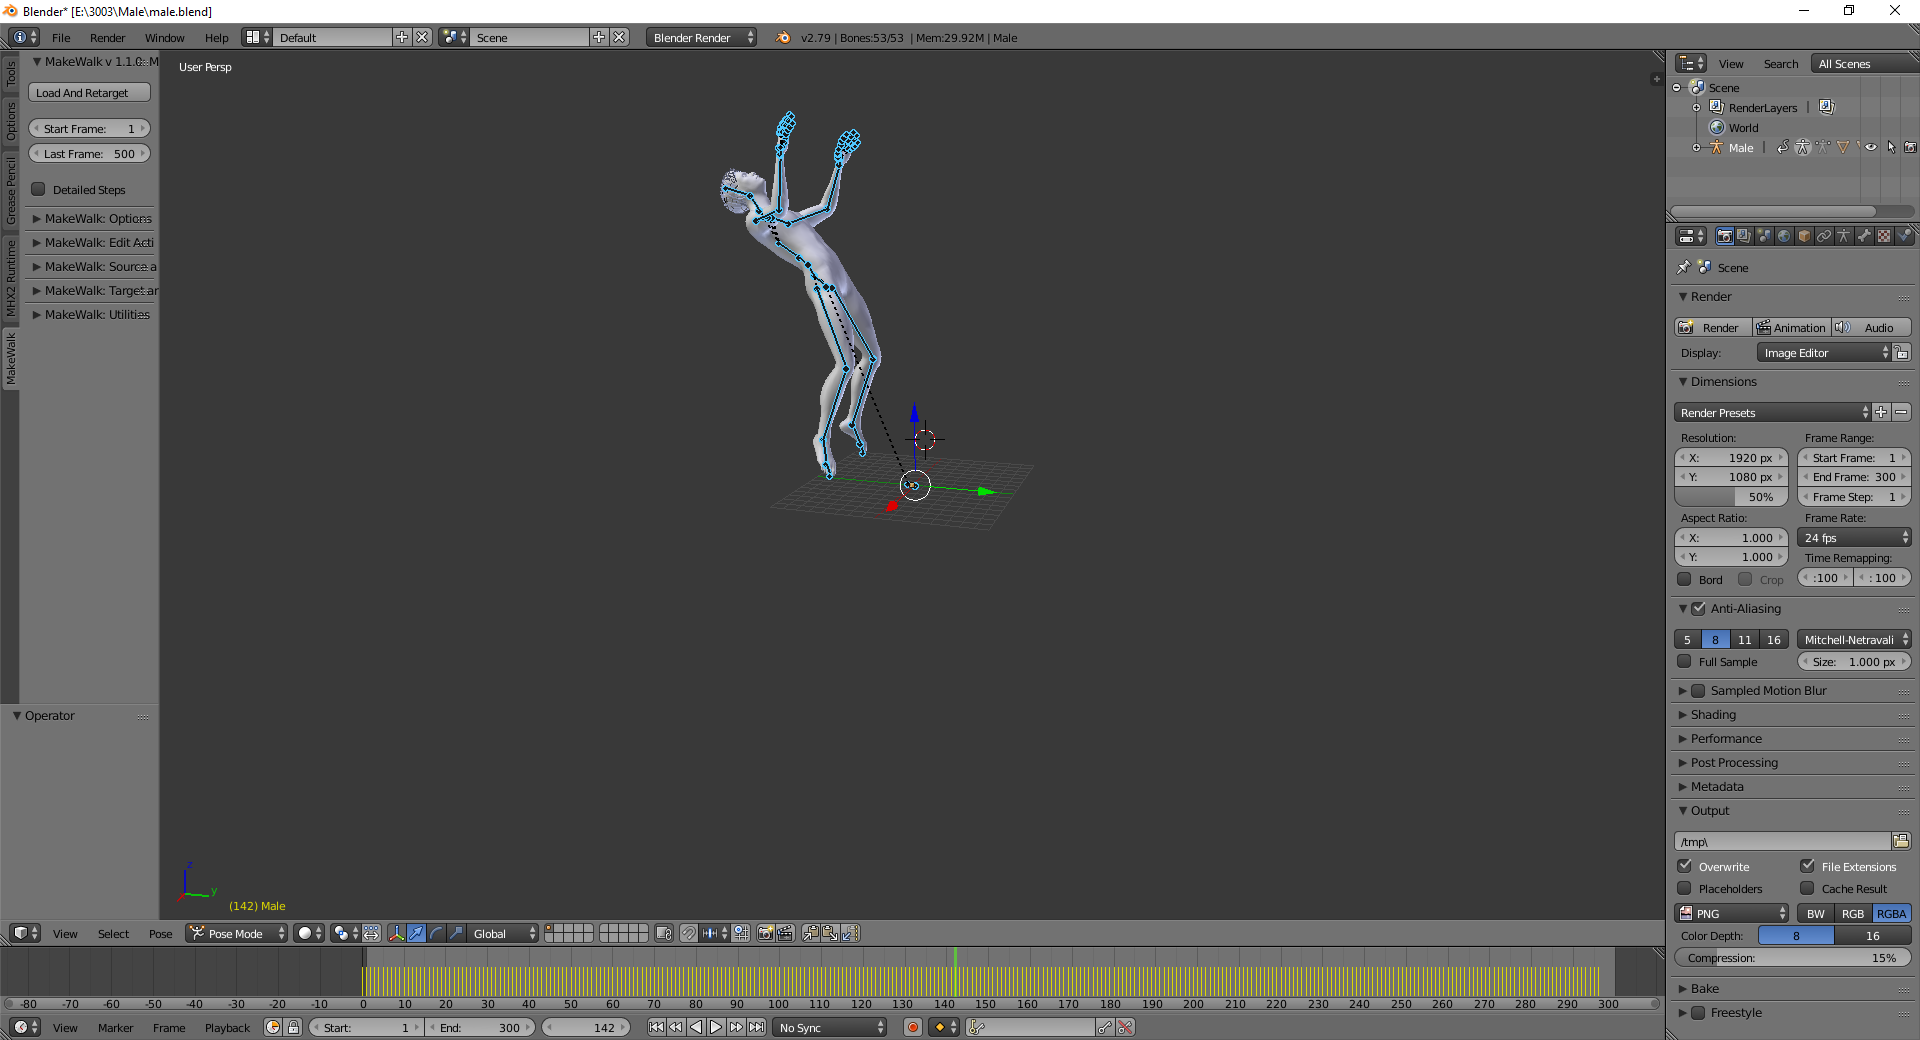 Blender* [E:\3003\Male\male.blend]
File Render Window Help Default Scene Blender Render v2.79 | Bones:53/53 | Mem:29.92M | Male
Tools
Options
Grease Pencil
MHX2 Runtime
MakeWalk
MakeWalk v 1.1.0: M
Load And Retarget
Start Frame: 1
Last Frame: 500
Detailed Steps
MakeWalk: Options
MakeWalk: Edit Acti
MakeWalk: Source a
MakeWalk: Target ar
MakeWalk: Utilities
Operator
User Persp
z
y
(142) Male
View Select Pose Pose Mode Global
-80 -70 -60 -50 -40 -30 -20 -10 0 10 20 30 40 50 60 70 80 90 100 110 120 130 140 150 160 170 180 190 200 210 220 230 240 250 260 270 280 290 300
View Marker Frame Playback Start: 1 End: 300 142 No Sync
View Search All Scenes
Scene
RenderLayers |
World
Male |
Scene
Render
Render Animation Audio
Display: Image Editor
Dimensions
Render Presets
Resolution: Frame Range:
X: 1920 px Start Frame: 1
Y: 1080 px End Frame: 300
50% Frame Step: 1
Aspect Ratio: Frame Rate:
X: 1.000 24 fps
Y: 1.000 Time Remapping:
Bord Crop :100 : 100
Anti-Aliasing
5 8 11 16 Mitchell-Netravali
Full Sample Size: 1.000 px
Sampled Motion Blur
Shading
Performance
Post Processing
Metadata
Output
/tmp\
Overwrite File Extensions
Placeholders Cache Result
PNG BW RGB RGBA
Color Depth: 8 16
Compression: 15%
Bake
Freestyle